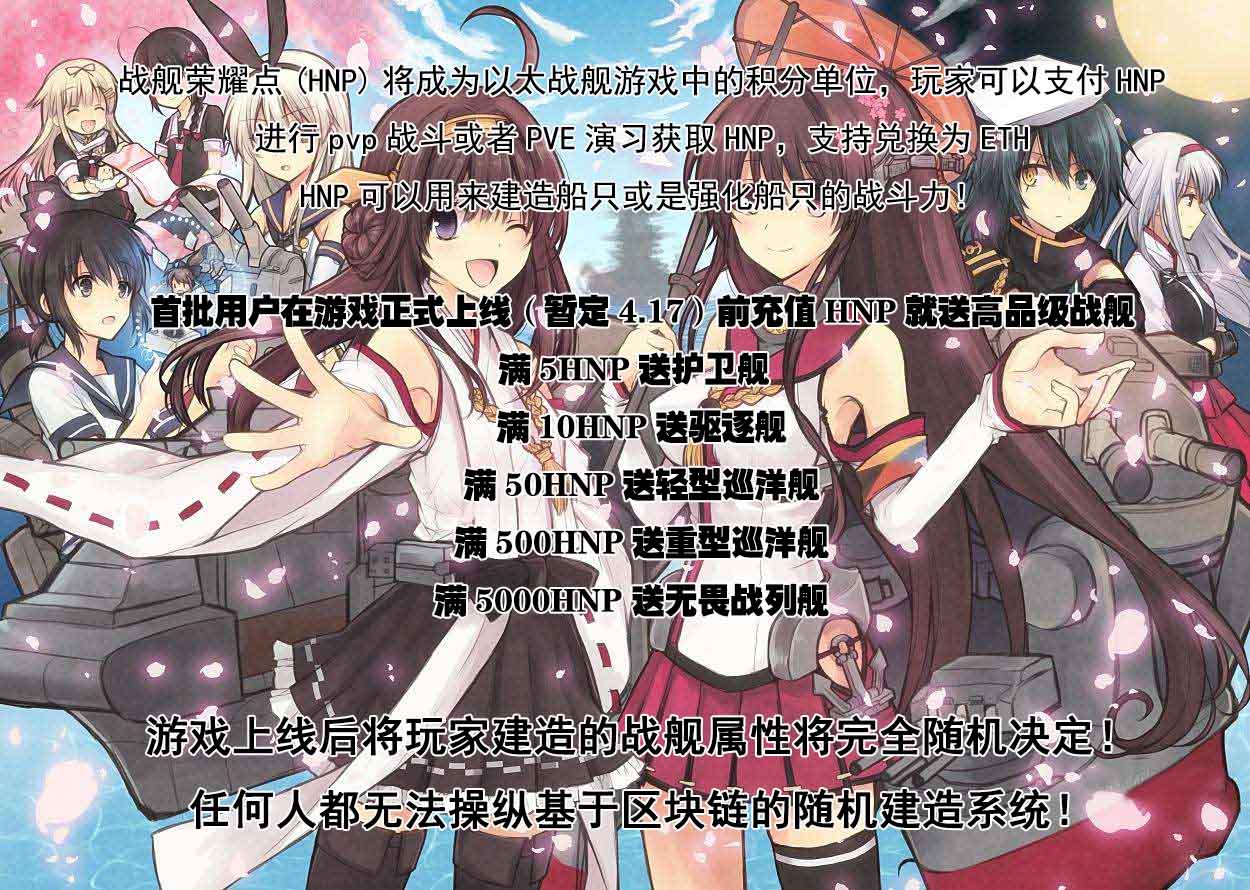 战舰荣耀点 (HNP) 将成为以太战舰游戏中的积分单位，玩家可以支付 HNP
进行 pvp 战斗或者 PVE 演习获取 HNP，支持兑换为 ETH
HNP 可以用来建造船只或是强化船只的战斗力！
首批用户在游戏正式上线（暂定 4.17）前充值 HNP 就送高品级战舰
满 5HNP 送护卫舰
满 10HNP 送驱逐舰
满 50HNP 送轻型巡洋舰
满 500HNP 送重型巡洋舰
满 5000HNP 送无畏战列舰
游戏上线后将玩家建造的战舰属性将完全随机决定！
任何人都无法操纵基于区块链的随机建造系统！